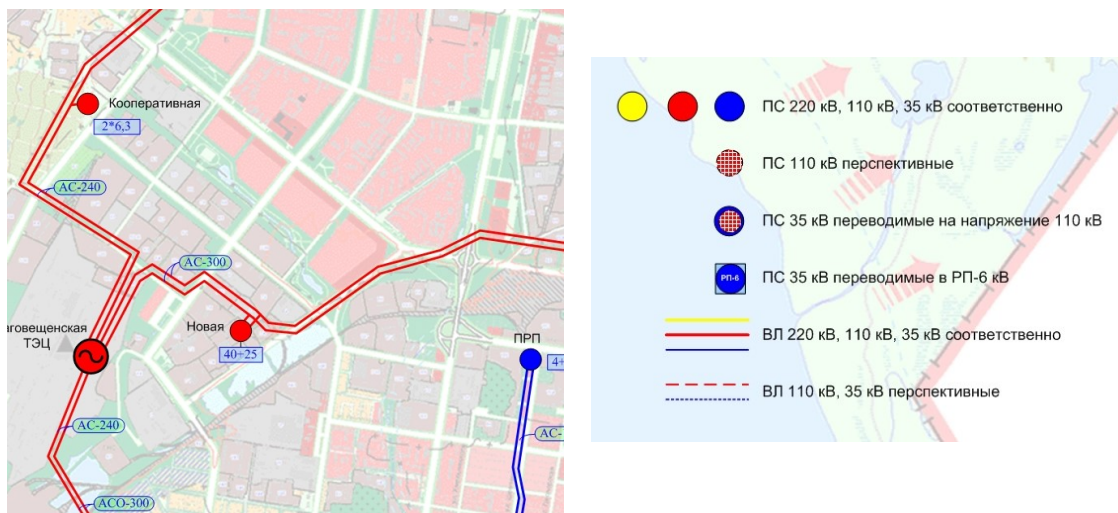 Кооперативная
2*6,3
АС-240
АС-300
аговещенская
ТЭЦ
Новая
40+25
ПРП
4+
АС-240
АС-
АСО-300
ПС 220 кВ, 110 кВ, 35 кВ соответственно
ПС 110 кВ перспективные
ПС 35 кВ переводимые на напряжение 110 кВ
РП-6
ПС 35 кВ переводимые в РП-6 кВ
ВЛ 220 кВ, 110 кВ, 35 кВ соответственно
ВЛ 110 кВ, 35 кВ перспективные